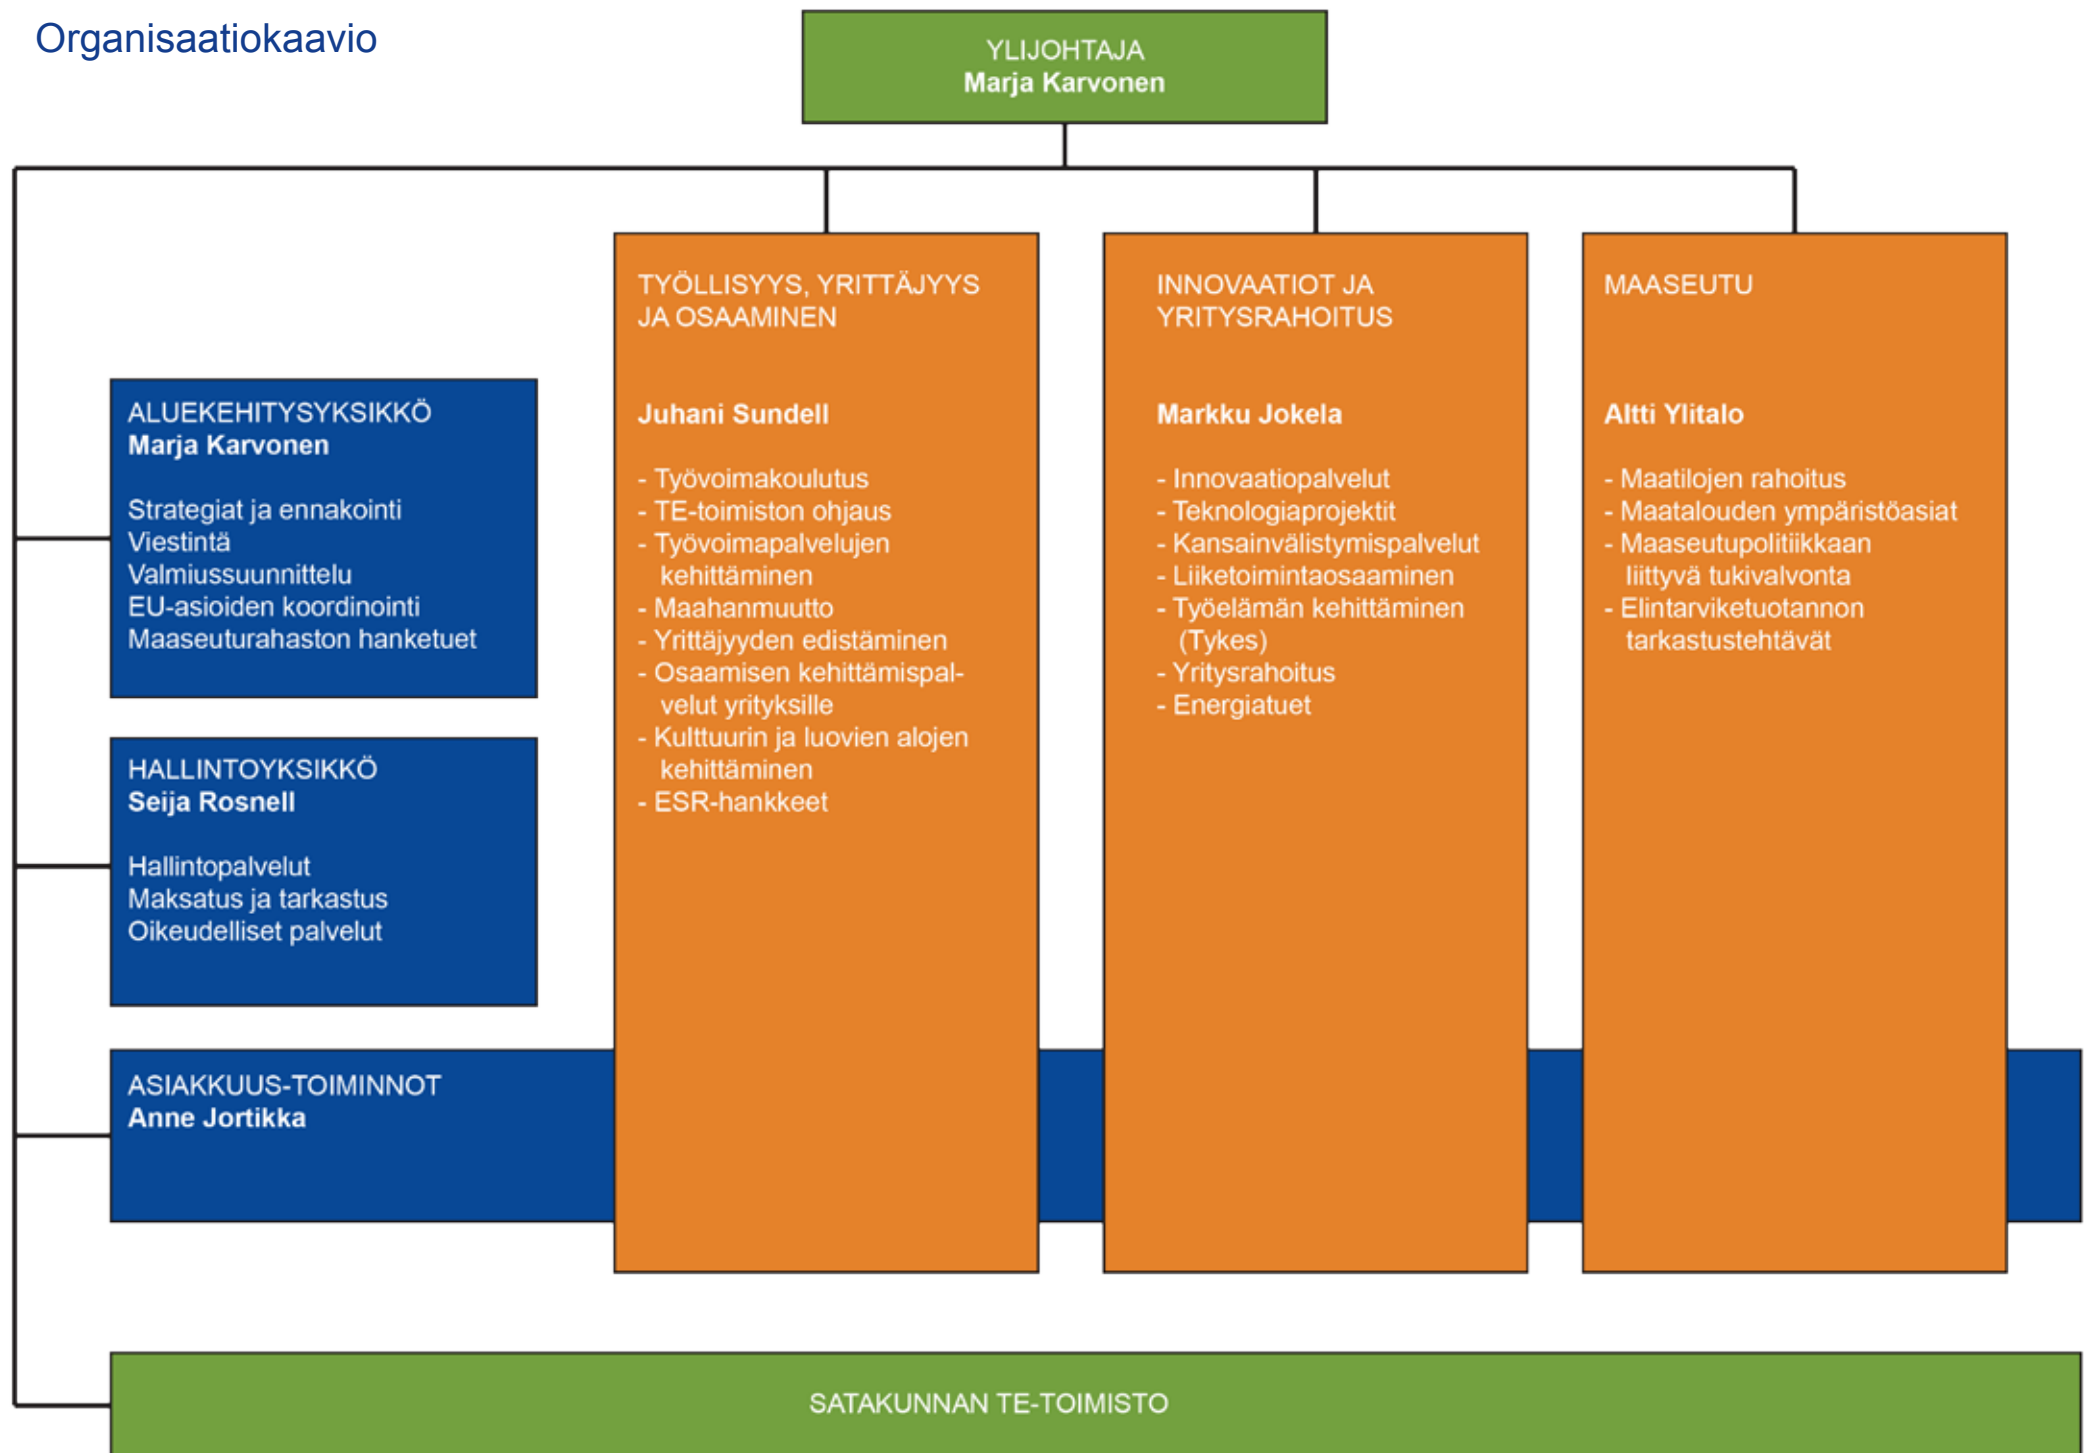 Organisaatiokaavio
YLIJOHTAJA
Marja Karvonen
ALUEKEHITYSYKSIKKÖ
Marja Karvonen
Strategiat ja ennakointi
Viestintä
Valmiussuunnittelu
EU-asioiden koordinointi
Maaseuturahaston hanketuet
HALLINTOYKSIKKÖ
Seija Rosnell
Hallintopalvelut
Maksatus ja tarkastus
Oikeudelliset palvelut
ASIAKKUUS-TOIMINNOT
Anne Jortikka
TYÖLLISYYS, YRITTÄJYYS
JA OSAAMINEN
Juhani Sundell
- Työvoimakoulutus
- TE-toimiston ohjaus
- Työvoimapalvelujen
kehittäminen
- Maahanmuutto
- Yrittäjyyden edistäminen
- Osaamisen kehittämispal-
velut yrityksille
- Kulttuurin ja luovien alojen
kehittäminen
- ESR-hankkeet
INNOVAATIOT JA
YRITYSRAHOITUS
Markku Jokela
- Innovaatiopalvelut
- Teknologiaprojektit
- Kansainvälistymispalvelut
- Liiketoimintaosaaminen
- Työelämän kehittäminen
(Tykes)
- Yritysrahoitus
- Energiatuet
MAASEUTU
Altti Ylitalo
- Maatilojen rahoitus
- Maatalouden ympäristöasiat
- Maaseutupolitiikkaan
liittyvä tukivalvonta
- Elintarviketuotannon
tarkastustehtävät
SATAKUNNAN TE-TOIMISTO